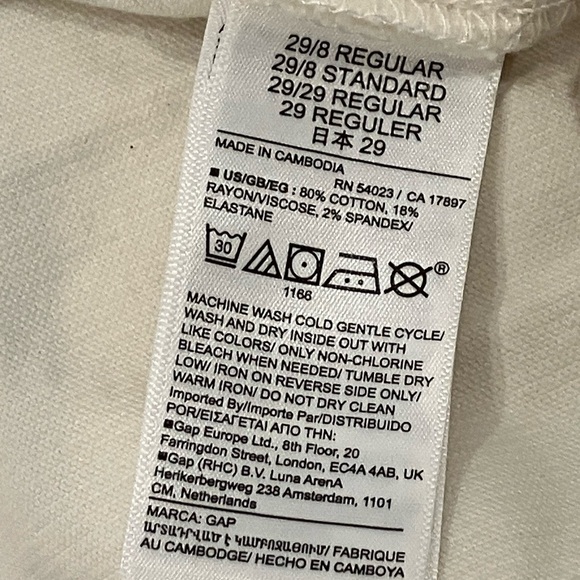 29/8 REGULAR
29/8 STANDARD
29/29 REGULAR
29 REGULER
日本 29
MADE IN CAMBODIA
RN 54023 / CA 17897
■ US/GB/EG : 80% COTTON, 18%
RAYON/VISCOSE, 2% SPANDEX/
ELASTANE
30
®
1166
MACHINE WASH COLD GENTLE CYCLE/
WASH AND DRY INSIDE OUT WITH
LIKE COLORS/ ONLY NON-CHLORINE
BLEACH WHEN NEEDED/ TUMBLE DRY
LOW/ IRON ON REVERSE SIDE ONLY/
WARM IRON/ DO NOT DRY CLEAN
Imported By/Importe Par/DISTRIBUIDO
POR/ΕΙΣΑΓΕΤΑΙ ΑΠΟ ΤΗΝ:
■Gap Europe Ltd., 8th Floor, 20
Farringdon Street, London, EC4A 4AB, UK
■Gap (RHC) B.V. Luna ArenA
Herikerbergweg 238 Amsterdam, 1101
CM, Netherlands
MARCA: GAP
ԱՐՏԱԴՐՎԱԾ Է ԿԱՄԲՈՋԱՅՈՒՄ/ FABRIQUE
AU CAMBODGE/ HECHO EN CAMBOYA